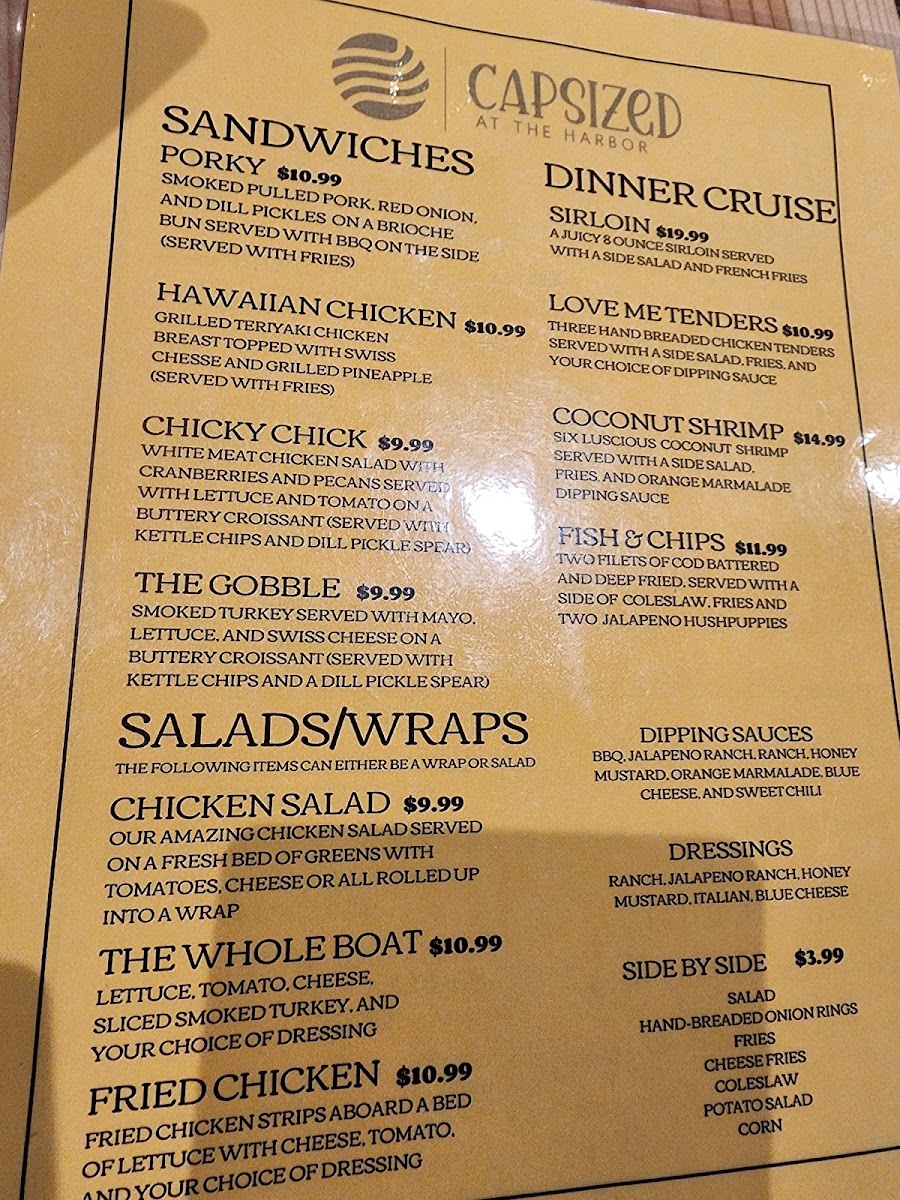 CAPSIZED
AT THE HARBOR
SANDWICHES
PORKY $10.99
SMOKED PULLED PORK, RED ONION,
AND DILL PICKLES ON A BRIOCHE
BUN SERVED WITH BBQ ON THE SIDE
(SERVED WITH FRIES)
HAWAIIAN CHICKEN $10.99
GRILLED TERIYAKI CHICKEN
BREAST TOPPED WITH SWISS
CHESSE AND GRILLED PINEAPPLE
(SERVED WITH FRIES)
CHICKY CHICK $9.99
WHITE MEAT CHICKEN SALAD WITH
CRANBERRIES AND PECANS SERVED
WITH LETTUCE AND TOMATO ON A
BUTTERY CROISSANT (SERVED WITH
KETTLE CHIPS AND DILL PICKLE SPEAR)
THE GOBBLE $9.99
SMOKED TURKEY SERVED WITH MAYO,
LETTUCE, AND SWISS CHEESE ON A
BUTTERY CROISSANT (SERVED WITH
KETTLE CHIPS AND A DILL PICKLE SPEAR)
SALADS/WRAPS
THE FOLLOWING ITEMS CAN EITHER BE A WRAP OR SALAD
CHICKEN SALAD $9.99
OUR AMAZING CHICKEN SALAD SERVED
ON A FRESH BED OF GREENS WITH
TOMATOES, CHEESE OR ALL ROLLED UP
INTO A WRAP
THE WHOLE BOAT $10.99
LETTUCE, TOMATO, CHEESE,
SLICED SMOKED TURKEY, AND
YOUR CHOICE OF DRESSING
FRIED CHICKEN $10.99
FRIED CHICKEN STRIPS ABOARD A BED
OF LETTUCE WITH CHEESE, TOMATO,
AND YOUR CHOICE OF DRESSING
DINNER CRUISE
SIRLOIN $19.99
A JUICY 8 OUNCE SIRLOIN SERVED
WITH A SIDE SALAD AND FRENCH FRIES
LOVE ME TENDERS $10.99
THREE HAND BREADED CHICKEN TENDERS
SERVED WITH A SIDE SALAD, FRIES, AND
YOUR CHOICE OF DIPPING SAUCE
COCONUT SHRIMP $14.99
SIX LUSCIOUS COCONUT SHRIMP
SERVED WITH A SIDE SALAD,
FRIES, AND ORANGE MARMALADE
DIPPING SAUCE
FISH & CHIPS $11.99
TWO FILETS OF COD BATTERED
AND DEEP FRIED, SERVED WITH A
SIDE OF COLESLAW, FRIES AND
TWO JALAPENO HUSHPUPPIES
DIPPING SAUCES
BBQ, JALAPENO RANCH, RANCH, HONEY
MUSTARD, ORANGE MARMALADE, BLUE
CHEESE, AND SWEET CHILI
DRESSINGS
RANCH, JALAPENO RANCH, HONEY
MUSTARD, ITALIAN, BLUE CHEESE
SIDE BY SIDE $3.99
SALAD
HAND-BREADED ONION RINGS
FRIES
CHEESE FRIES
COLESLAW
POTATO SALAD
CORN